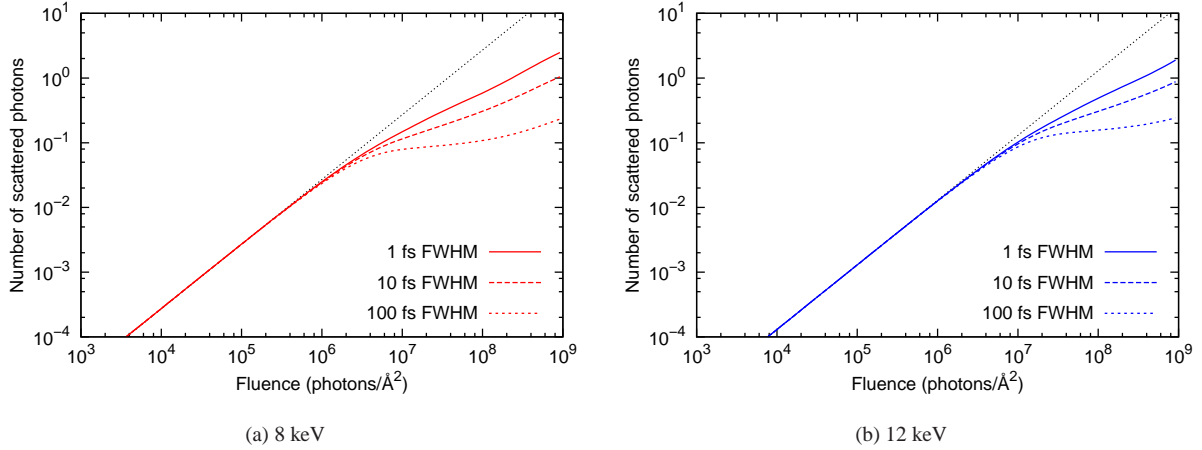 10^1
10^0
10^-1
10^-2
10^-3
10^-4
Number of scattered photons
1 fs FWHM
10 fs FWHM
100 fs FWHM
10^3 10^4 10^5 10^6 10^7 10^8 10^9
Fluence (photons/Å^2)
(a) 8 keV
10^1
10^0
10^-1
10^-2
10^-3
10^-4
Number of scattered photons
1 fs FWHM
10 fs FWHM
100 fs FWHM
10^3 10^4 10^5 10^6 10^7 10^8 10^9
Fluence (photons/Å^2)
(b) 12 keV